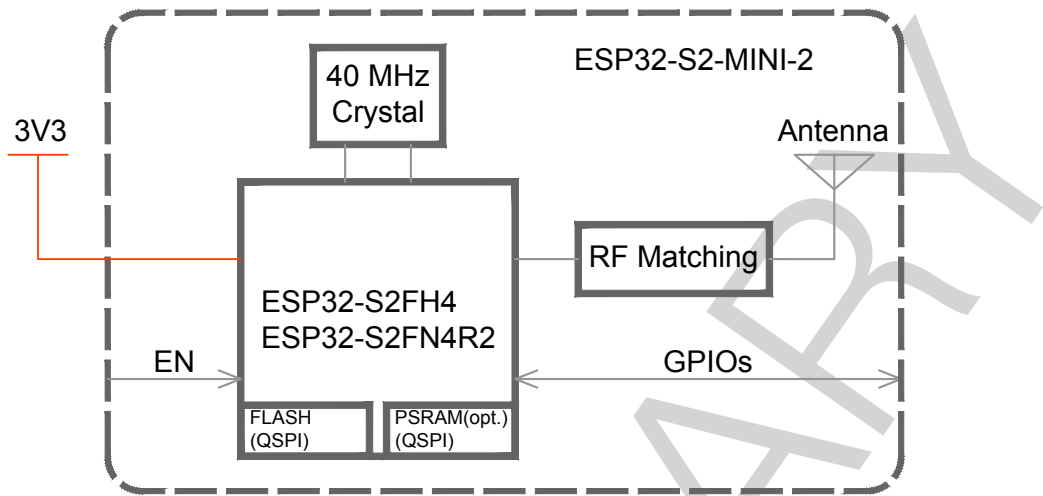 ESP32-S2-MINI-2
40 MHz
Crystal
3V3
Antenna
RF Matching
ESP32-S2FH4
ESP32-S2FN4R2
EN
GPIOs
FLASH
(QSPI)
PSRAM(opt.)
(QSPI)
ARY